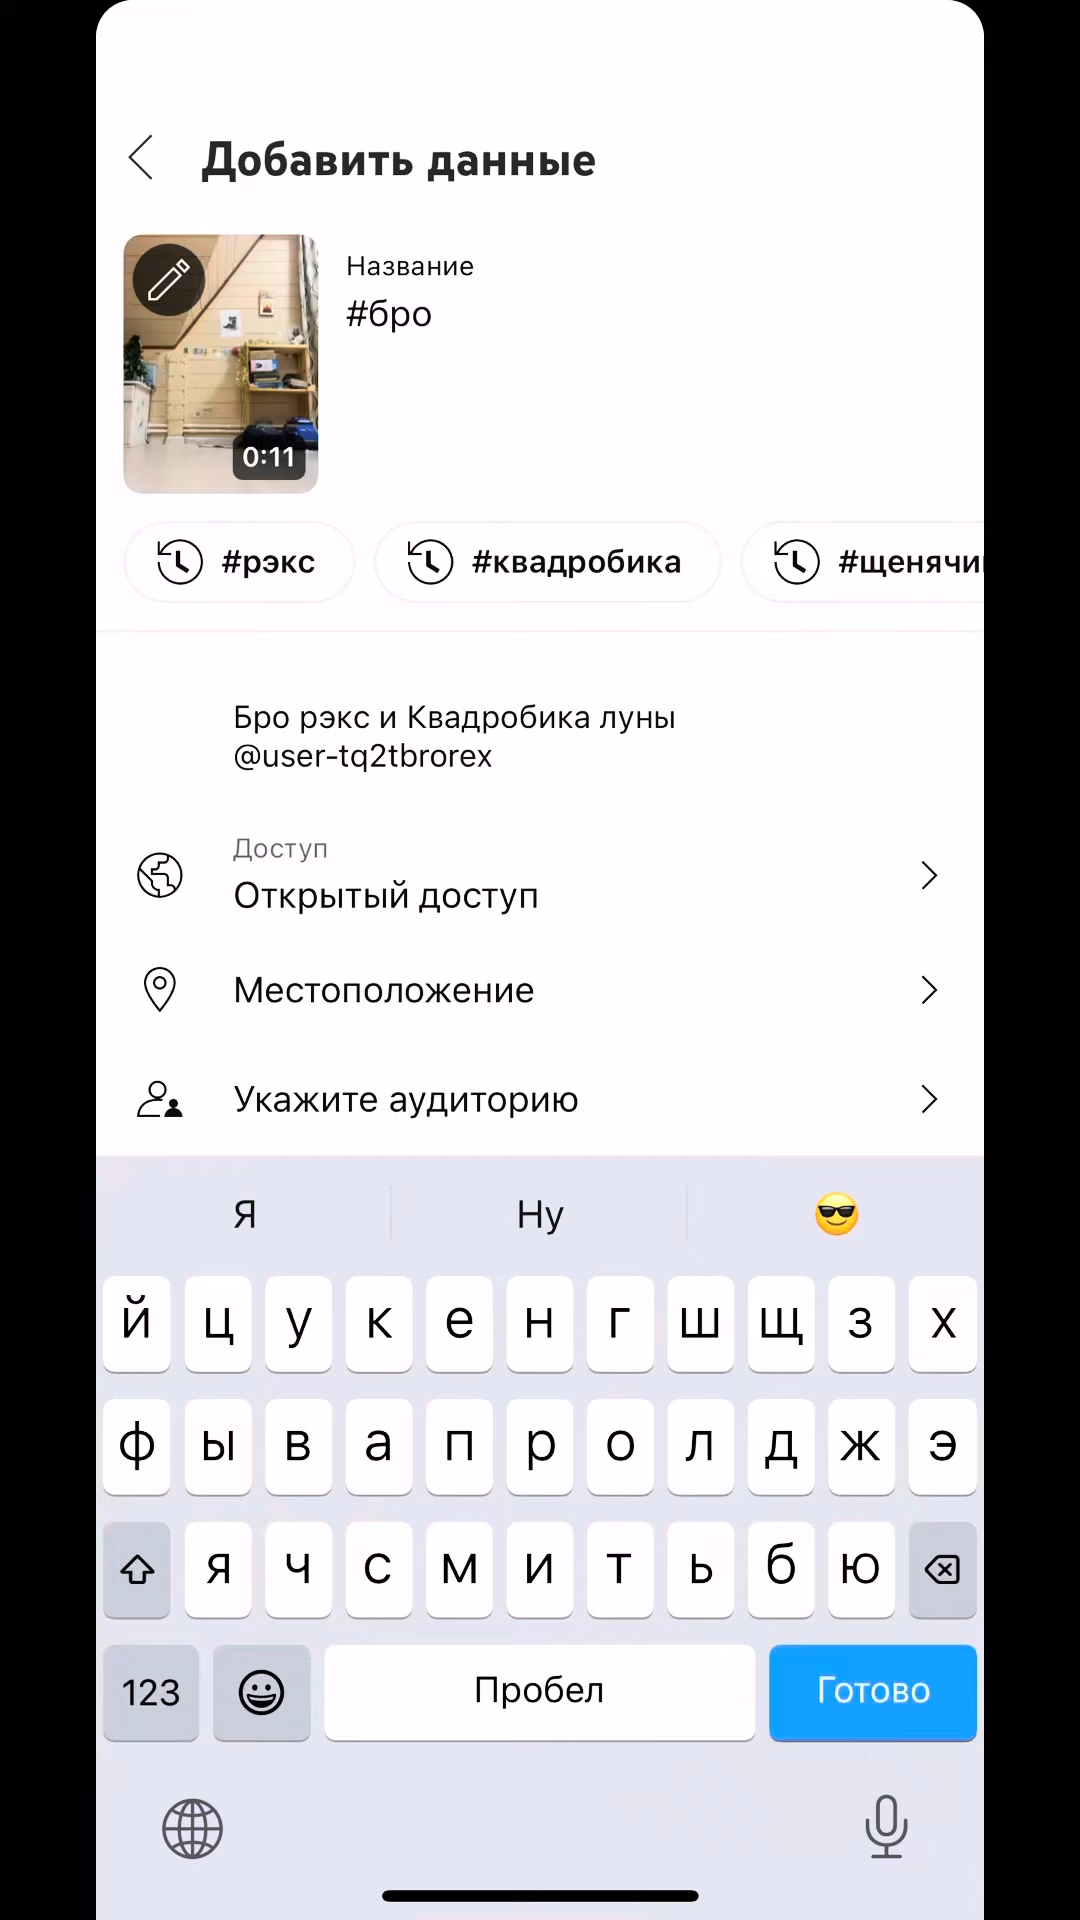 Добавить данные
Название
#бро
0:11
#рэкс
#квадробика
#щенячи
Бро рэкс и Квадробика луны
@user-tq2tbrorex
Доступ
Открытый доступ
Местоположение
Укажите аудиторию
Я
Ну
й ц у к е н г ш щ з х
ф ы в а п р о л д ж э
я ч с м и т ь б ю
123
Пробел
Готово